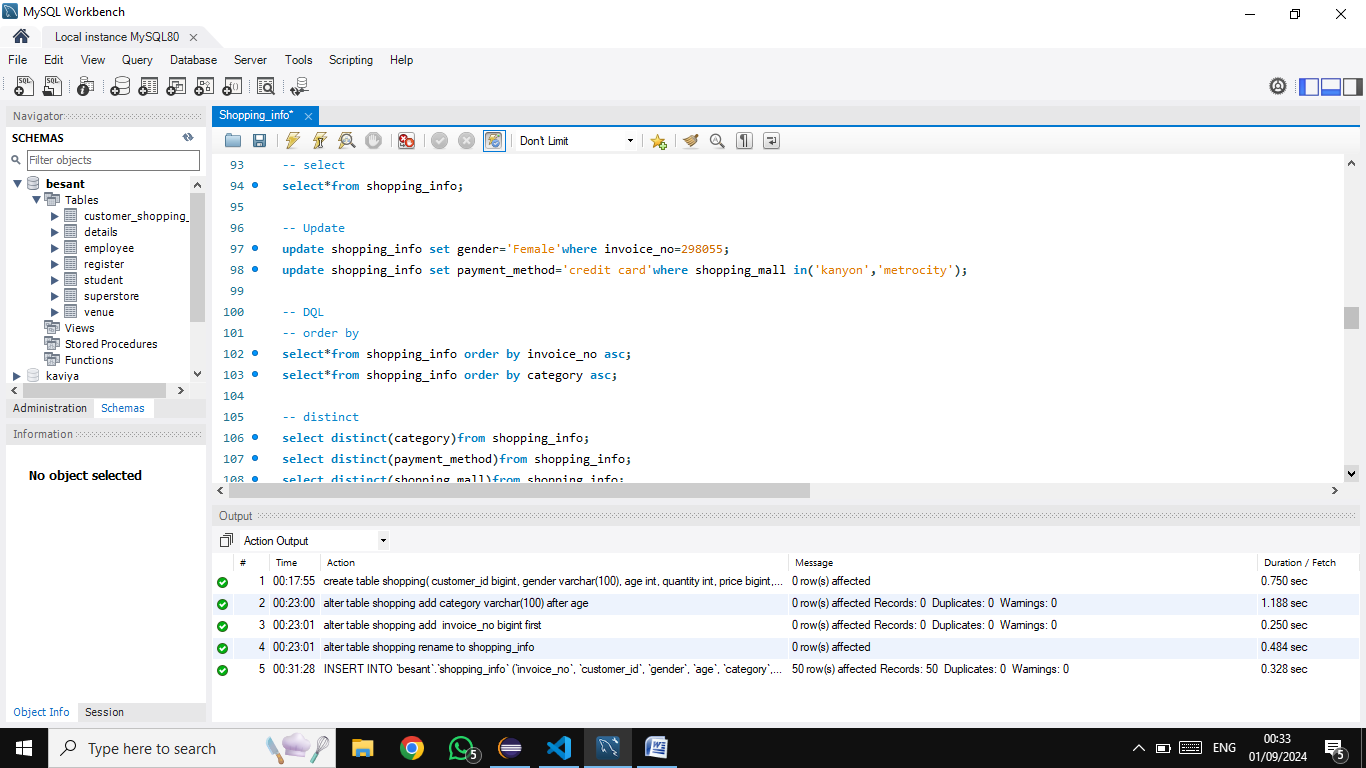 MySQL Workbench
Local instance MySQL80
File Edit View Query Database Server Tools Scripting Help
Navigator
SCHEMAS
Filter objects
besant
Tables
customer_shopping_
details
employee
register
student
superstore
venue
Views
Stored Procedures
Functions
kaviya
Administration Schemas
Information
No object selected
Object Info Session
Shopping_info*
Don't Limit
93 -- select
94 select*from shopping_info;
95
96 -- Update
97 update shopping_info set gender='Female'where invoice_no=298055;
98 update shopping_info set payment_method='credit card'where shopping_mall in('kanyon','metrocity');
99
100 -- DQL
101 -- order by
102 select*from shopping_info order by invoice_no asc;
103 select*from shopping_info order by category asc;
104
105 -- distinct
106 select distinct(category)from shopping_info;
107 select distinct(payment_method)from shopping_info;
108 select distinct(shopping_mall)from shopping_info;
Output
Action Output
# Time Action Message Duration / Fetch
1 00:17:55 create table shopping( customer_id bigint, gender varchar(100), age int, quantity int, price bigint,... 0 row(s) affected 0.750 sec
2 00:23:00 alter table shopping add category varchar(100) after age 0 row(s) affected Records: 0 Duplicates: 0 Warnings: 0 1.188 sec
3 00:23:01 alter table shopping add invoice_no bigint first 0 row(s) affected Records: 0 Duplicates: 0 Warnings: 0 0.250 sec
4 00:23:01 alter table shopping rename to shopping_info 0 row(s) affected 0.484 sec
5 00:31:28 INSERT INTO `besant`.`shopping_info` (`invoice_no`, `customer_id`, `gender`, `age`, `category`,... 50 row(s) affected Records: 50 Duplicates: 0 Warnings: 0 0.328 sec
Type here to search
5
ENG
00:33
01/09/2024
5